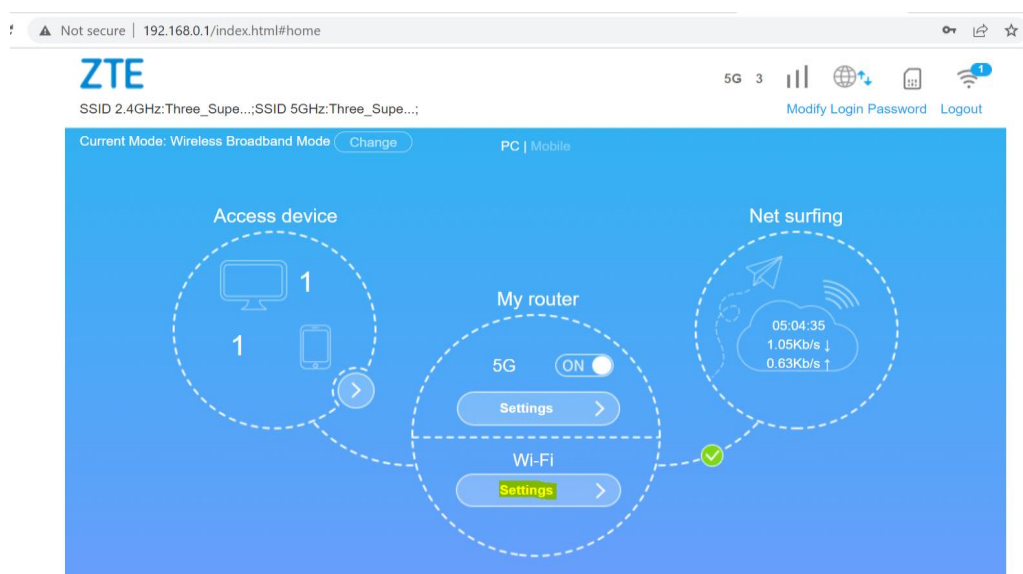 Not secure | 192.168.0.1/index.html#home
ZTE
5G 3
1
SSID 2.4GHz:Three_Supe...;SSID 5GHz:Three_Supe...;
Modify Login Password Logout
Current Mode: Wireless Broadband Mode Change
PC | Mobile
Access device
1
1
My router
5G ON
Settings
Wi-Fi
Settings
Net surfing
05:04:35
1.05Kb/s ↓
0.63Kb/s ↑